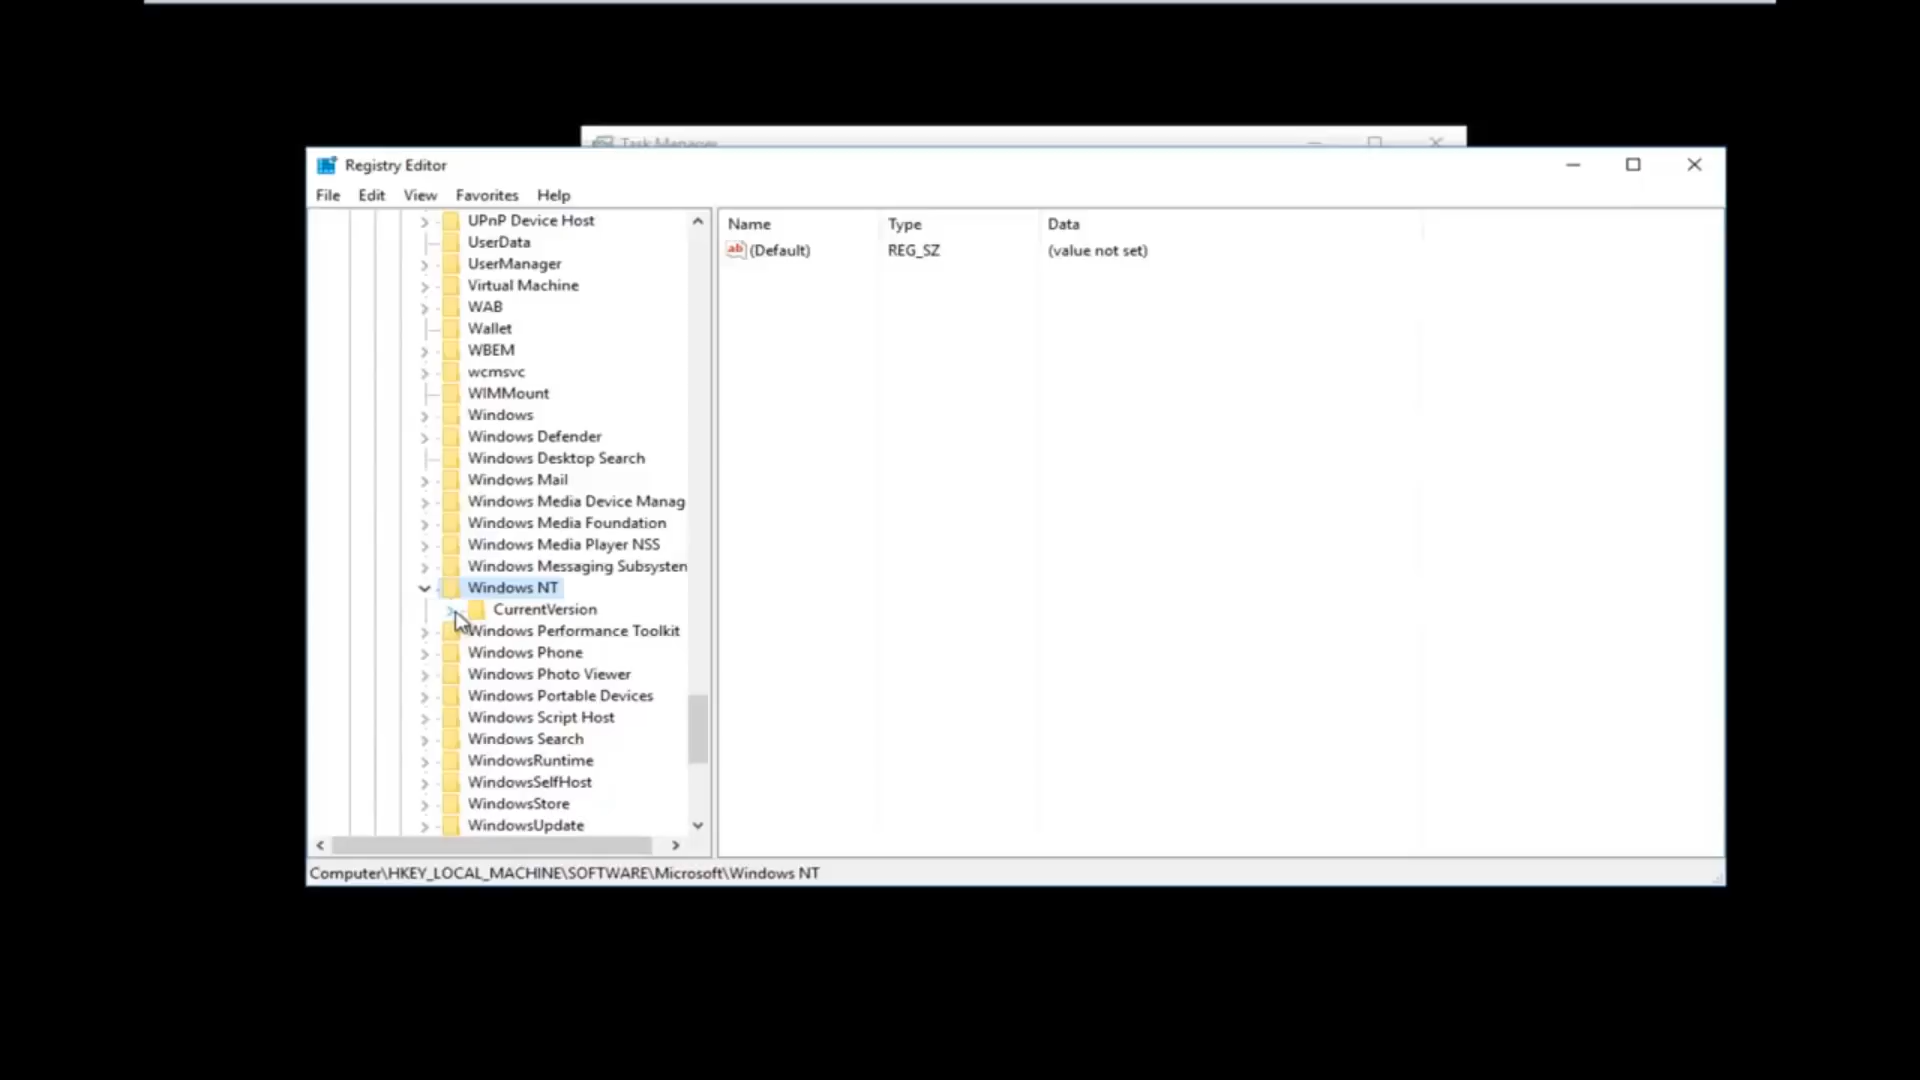 Task Manager
Registry Editor
File Edit View Favorites Help
UPnP Device Host
UserData
UserManager
Virtual Machine
WAB
Wallet
WBEM
wcmsvc
WIMMount
Windows
Windows Defender
Windows Desktop Search
Windows Mail
Windows Media Device Manag
Windows Media Foundation
Windows Media Player NSS
Windows Messaging Subsysten
Windows NT
CurrentVersion
Windows Performance Toolkit
Windows Phone
Windows Photo Viewer
Windows Portable Devices
Windows Script Host
Windows Search
WindowsRuntime
WindowsSelfHost
WindowsStore
WindowsUpdate
Name Type Data
ab (Default) REG_SZ (value not set)
Computer\HKEY_LOCAL_MACHINE\SOFTWARE\Microsoft\Windows NT